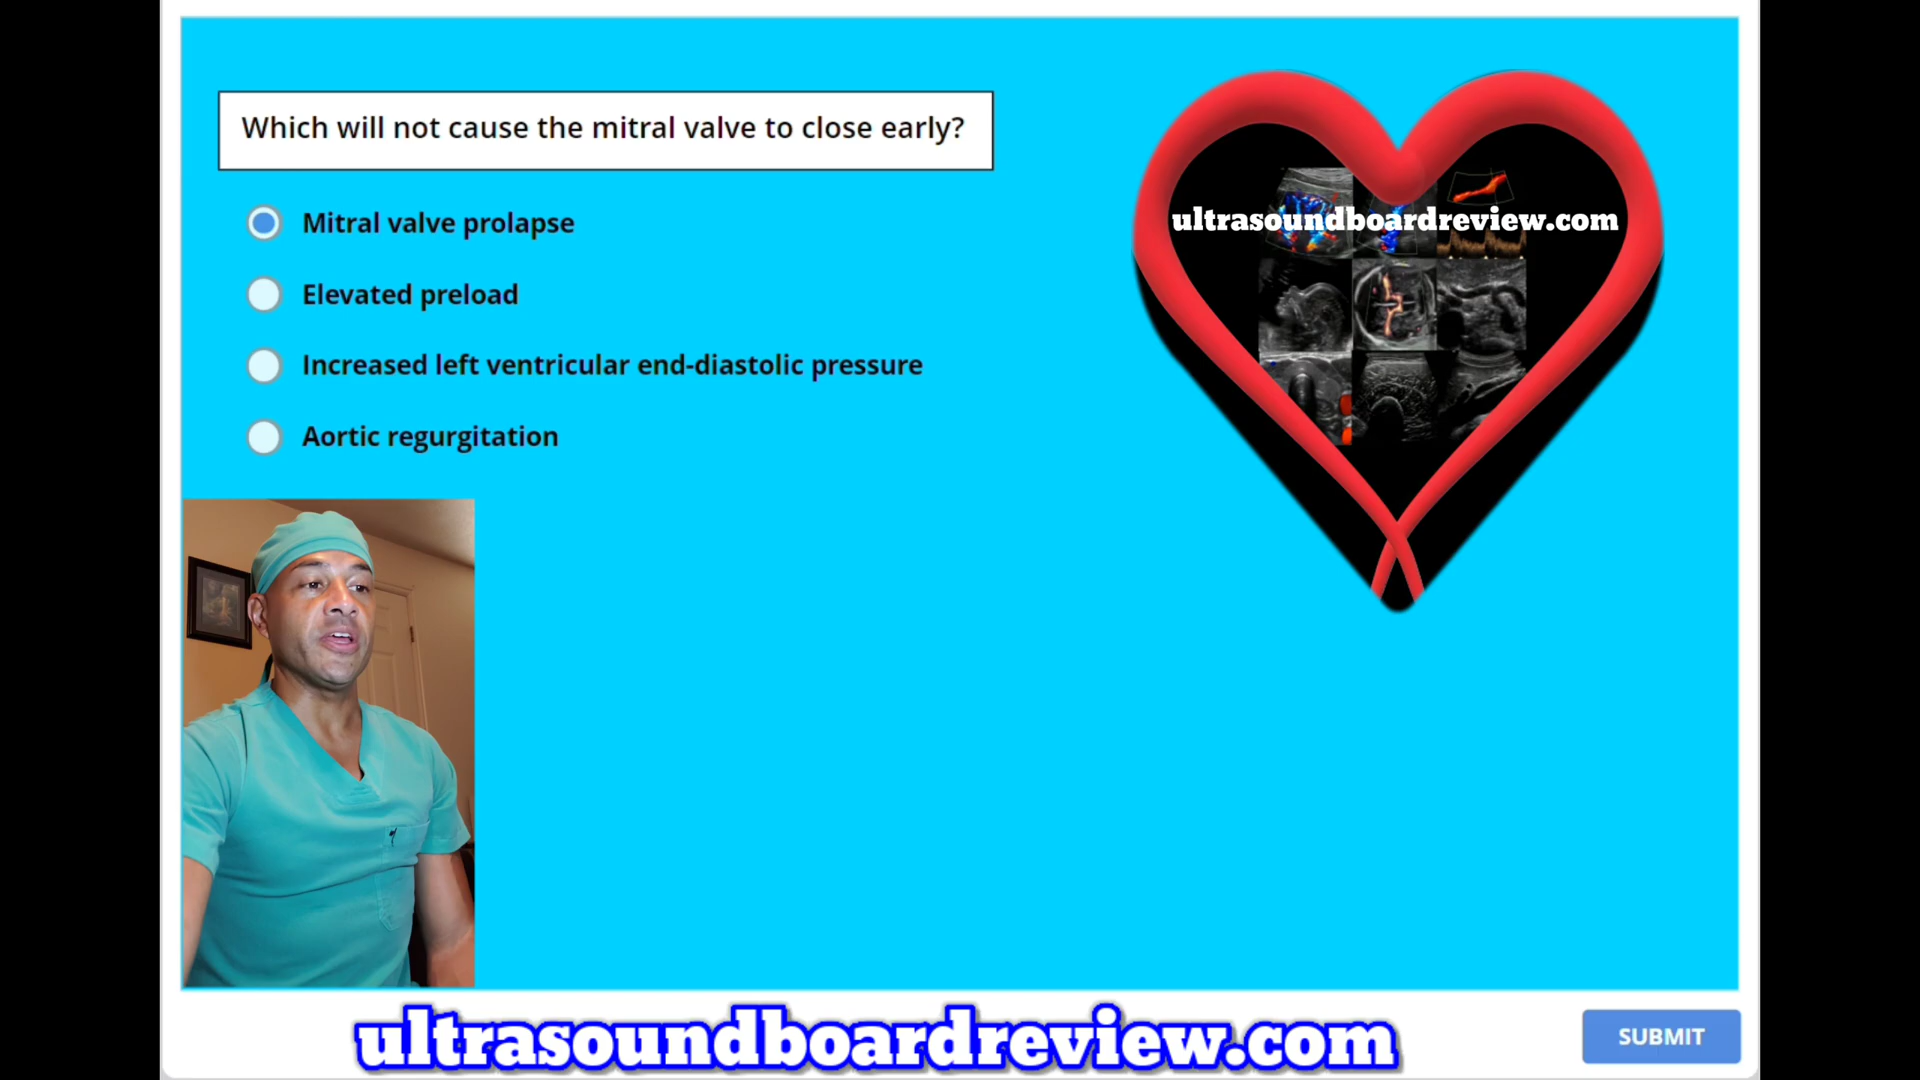 Which will not cause the mitral valve to close early?
Mitral valve prolapse
Elevated preload
Increased left ventricular end-diastolic pressure
Aortic regurgitation
ultrasoundboardreview.com
ultrasoundboardreview.com
SUBMIT